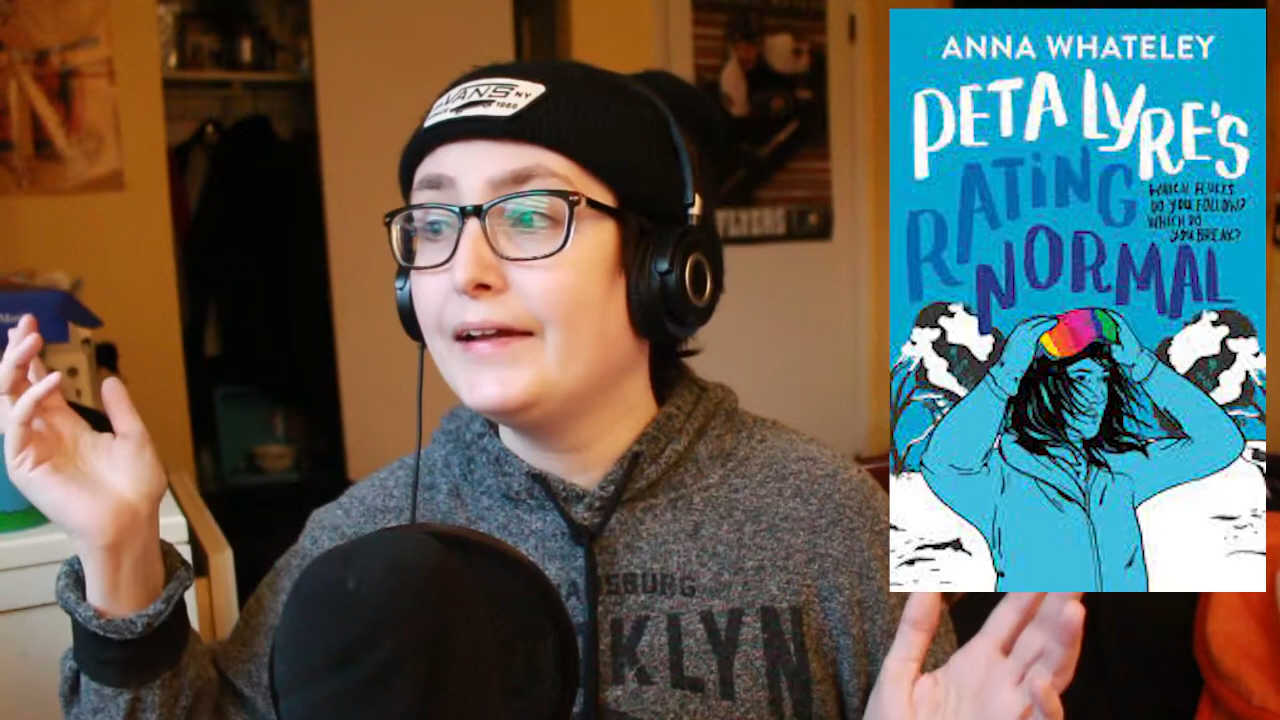 VANS NY
1966
ANNA WHATELEY
PETA LYRE'S
RATING
NORMAL
WHICH RULES
DO YOU FOLLOW?
WHICH DO
YOU BREAK?
FLYERS
SBURG
KLYN